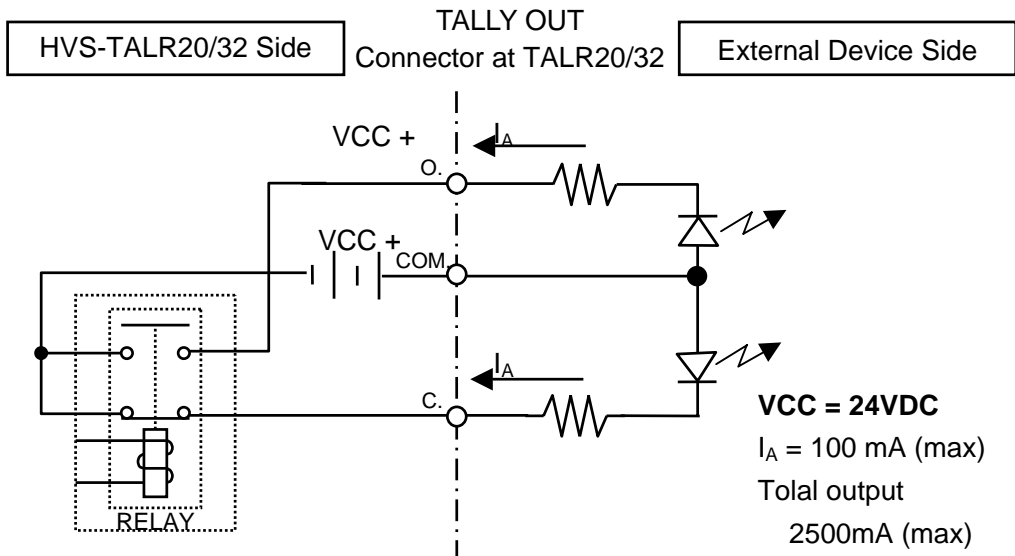 TALLY OUT
HVS-TALR20/32 Side
Connector at TALR20/32
External Device Side
VCC +
IA
O.
VCC +
COM.
IA
C.
RELAY
VCC = 24VDC
IA = 100 mA (max)
Tolal output
2500mA (max)